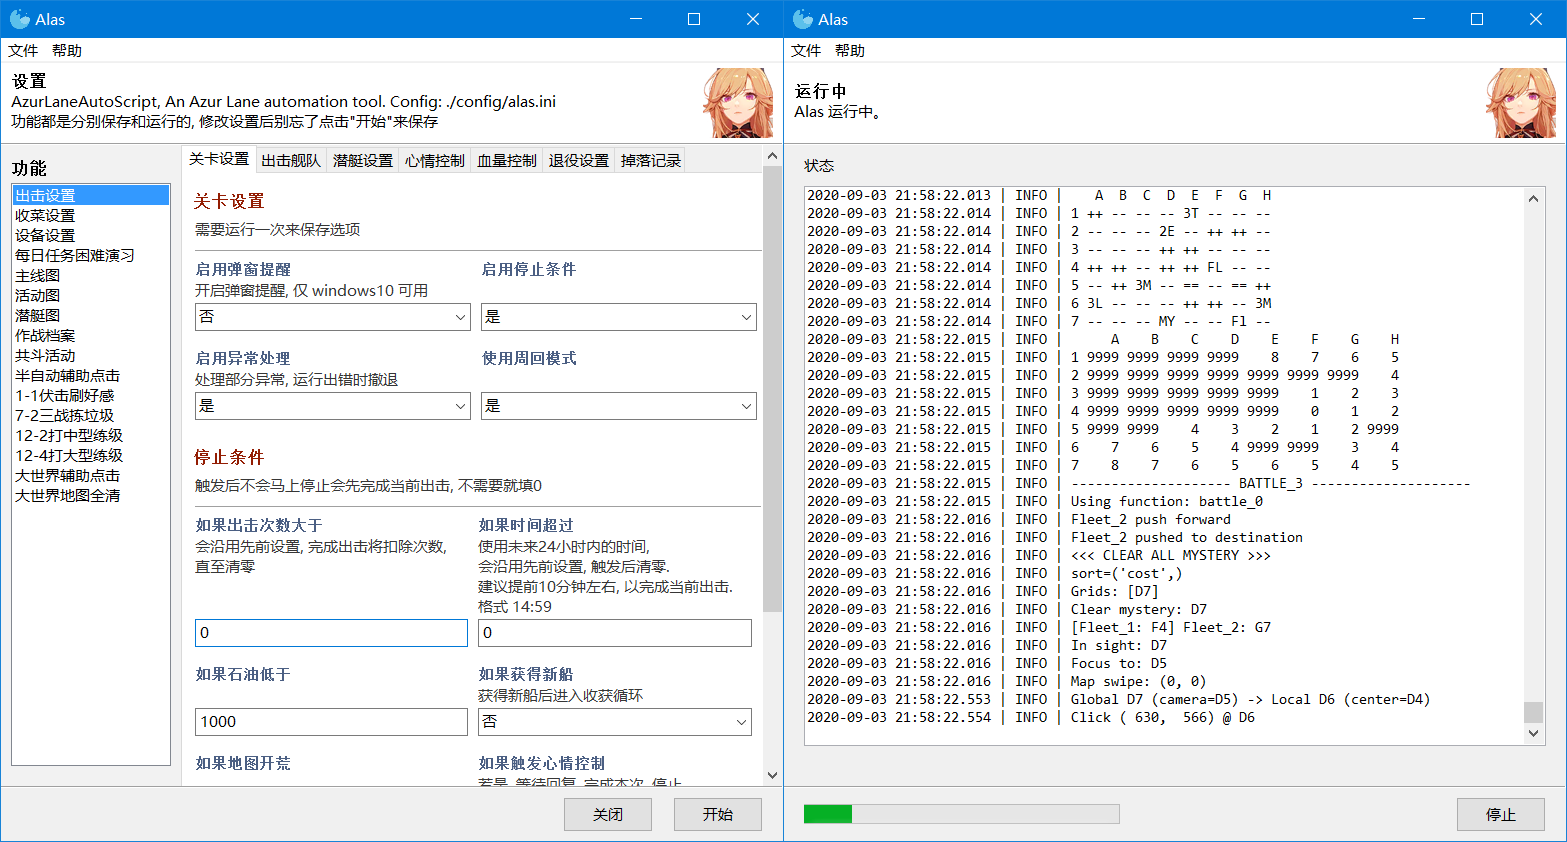 Alas
文件 帮助
设置
AzurLaneAutoScript, An Azur Lane automation tool. Config: ./config/alas.ini
功能都是分别保存和运行的, 修改设置后别忘了点击"开始"来保存
功能
出击设置
收菜设置
设备设置
每日任务困难演习
主线图
活动图
潜艇图
作战档案
共斗活动
半自动辅助点击
1-1伏击刷好感
7-2三战拣垃圾
12-2打中型练级
12-4打大型练级
大世界辅助点击
大世界地图全清
关卡设置 出击舰队 潜艇设置 心情控制 血量控制 退役设置 掉落记录
关卡设置
需要运行一次来保存选项
启用弹窗提醒
开启弹窗提醒, 仅 windows10 可用
否
启用停止条件
是
启用异常处理
处理部分异常, 运行出错时撤退
是
使用周回模式
是
停止条件
触发后不会马上停止会先完成当前出击, 不需要就填0
如果出击次数大于
会沿用先前设置, 完成出击将扣除次数,
直至清零
0
如果时间超过
使用未来24小时内的时间,
会沿用先前设置, 触发后清零.
建议提前10分钟左右, 以完成当前出击.
格式 14:59
0
如果石油低于
1000
如果获得新船
获得新船后进入收获循环
否
如果地图开荒
如果触发心情控制
若是, 等待回复, 完成本次, 停止
关闭 开始
Alas
文件 帮助
运行中
Alas 运行中。
状态
2020-09-03 21:58:22.013 | INFO | A B C D E F G H
2020-09-03 21:58:22.014 | INFO | 1 ++ -- -- -- 3T -- -- --
2020-09-03 21:58:22.014 | INFO | 2 -- -- -- 2E -- ++ ++ --
2020-09-03 21:58:22.014 | INFO | 3 -- -- -- ++ ++ -- -- --
2020-09-03 21:58:22.014 | INFO | 4 ++ ++ -- ++ ++ FL -- --
2020-09-03 21:58:22.014 | INFO | 5 -- ++ 3M -- == -- == ++
2020-09-03 21:58:22.014 | INFO | 6 3L -- -- -- ++ ++ -- 3M
2020-09-03 21:58:22.014 | INFO | 7 -- -- -- MY -- -- Fl --
2020-09-03 21:58:22.015 | INFO | A B C D E F G H
2020-09-03 21:58:22.015 | INFO | 1 9999 9999 9999 9999 8 7 6 5
2020-09-03 21:58:22.015 | INFO | 2 9999 9999 9999 9999 9999 9999 9999 4
2020-09-03 21:58:22.015 | INFO | 3 9999 9999 9999 9999 9999 1 2 3
2020-09-03 21:58:22.015 | INFO | 4 9999 9999 9999 9999 9999 0 1 2
2020-09-03 21:58:22.015 | INFO | 5 9999 9999 4 3 2 1 2 9999
2020-09-03 21:58:22.015 | INFO | 6 7 6 5 4 9999 9999 3 4
2020-09-03 21:58:22.015 | INFO | 7 8 7 6 5 6 5 4 5
2020-09-03 21:58:22.015 | INFO | -------------------- BATTLE_3 --------------------
2020-09-03 21:58:22.015 | INFO | Using function: battle_0
2020-09-03 21:58:22.016 | INFO | Fleet_2 push forward
2020-09-03 21:58:22.016 | INFO | Fleet_2 pushed to destination
2020-09-03 21:58:22.016 | INFO | <<< CLEAR ALL MYSTERY >>>
2020-09-03 21:58:22.016 | INFO | sort=('cost',)
2020-09-03 21:58:22.016 | INFO | Grids: [D7]
2020-09-03 21:58:22.016 | INFO | Clear mystery: D7
2020-09-03 21:58:22.016 | INFO | [Fleet_1: F4] Fleet_2: G7
2020-09-03 21:58:22.016 | INFO | In sight: D7
2020-09-03 21:58:22.016 | INFO | Focus to: D5
2020-09-03 21:58:22.016 | INFO | Map swipe: (0, 0)
2020-09-03 21:58:22.553 | INFO | Global D7 (camera=D5) -> Local D6 (center=D4)
2020-09-03 21:58:22.554 | INFO | Click ( 630, 566) @ D6
停止